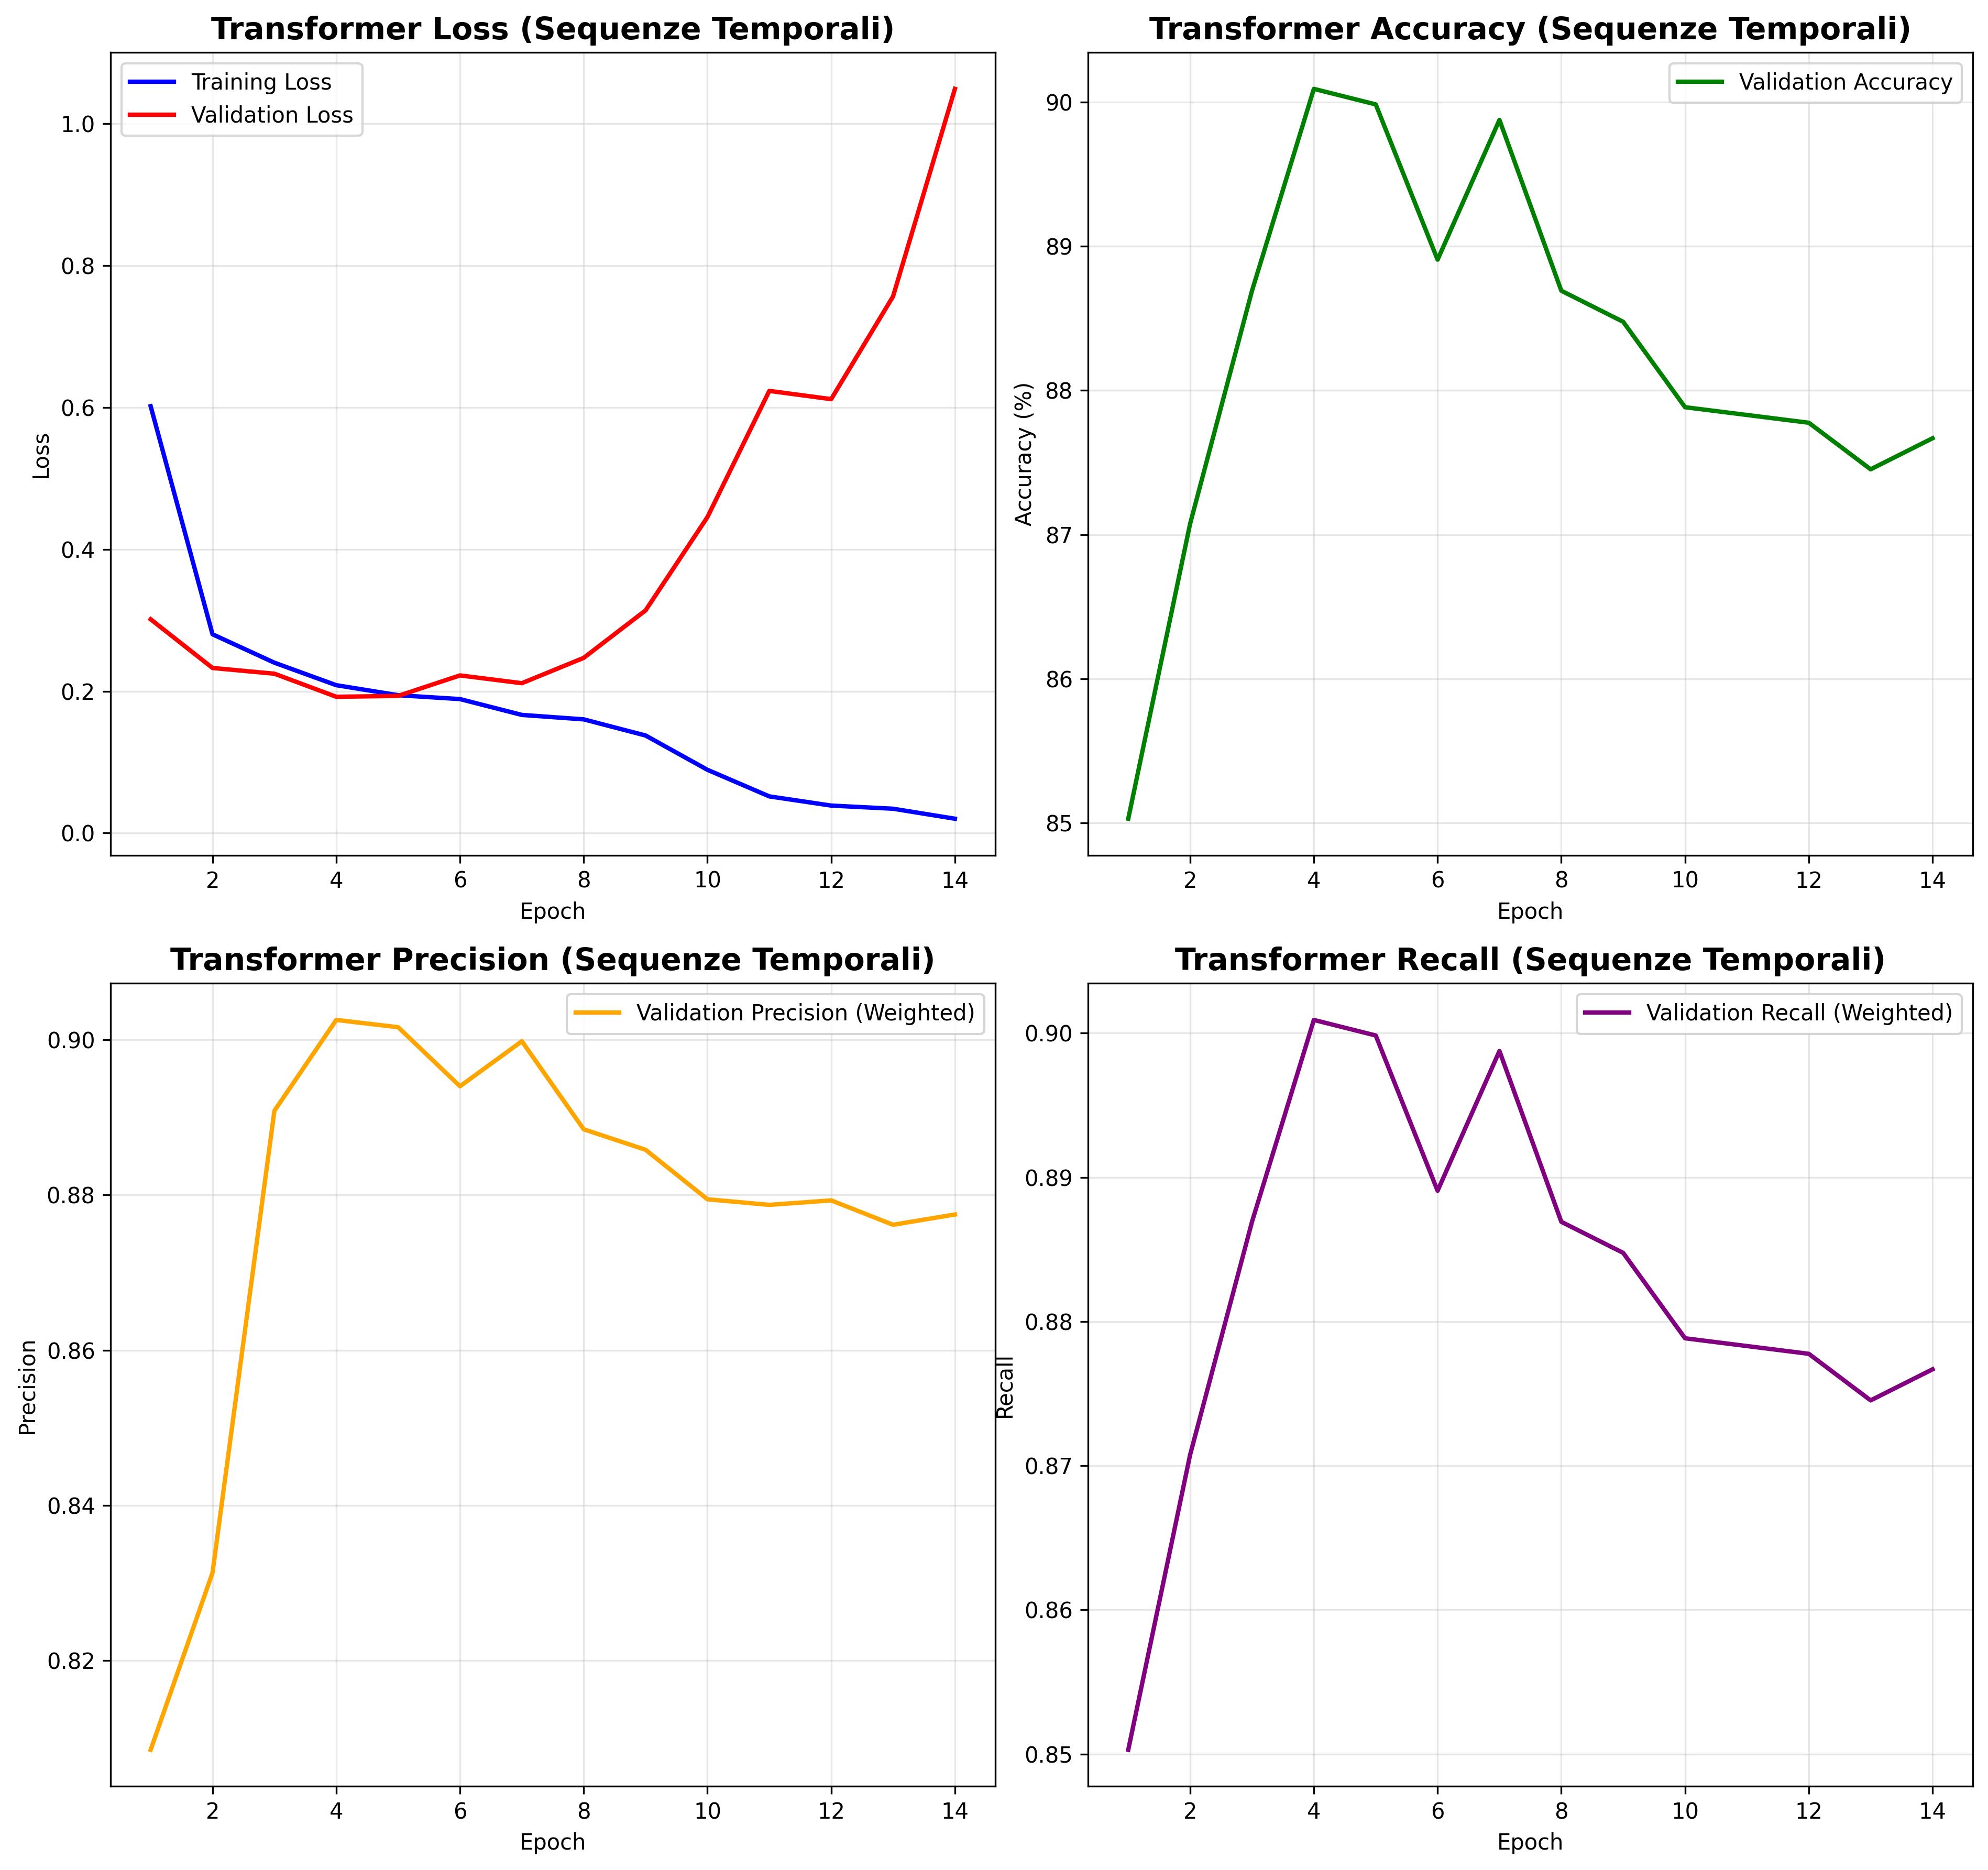 Transformer Loss (Sequenze Temporali)
Training Loss
Validation Loss
1.0
0.8
0.6
0.4
0.2
0.0
Loss
2 4 6 8 10 12 14
Epoch
Transformer Accuracy (Sequenze Temporali)
Validation Accuracy
90
89
88
87
86
85
Accuracy (%)
2 4 6 8 10 12 14
Epoch
Transformer Precision (Sequenze Temporali)
Validation Precision (Weighted)
0.90
0.88
0.86
0.84
0.82
Precision
2 4 6 8 10 12 14
Epoch
Transformer Recall (Sequenze Temporali)
Validation Recall (Weighted)
0.90
0.89
0.88
0.87
0.86
0.85
Recall
2 4 6 8 10 12 14
Epoch